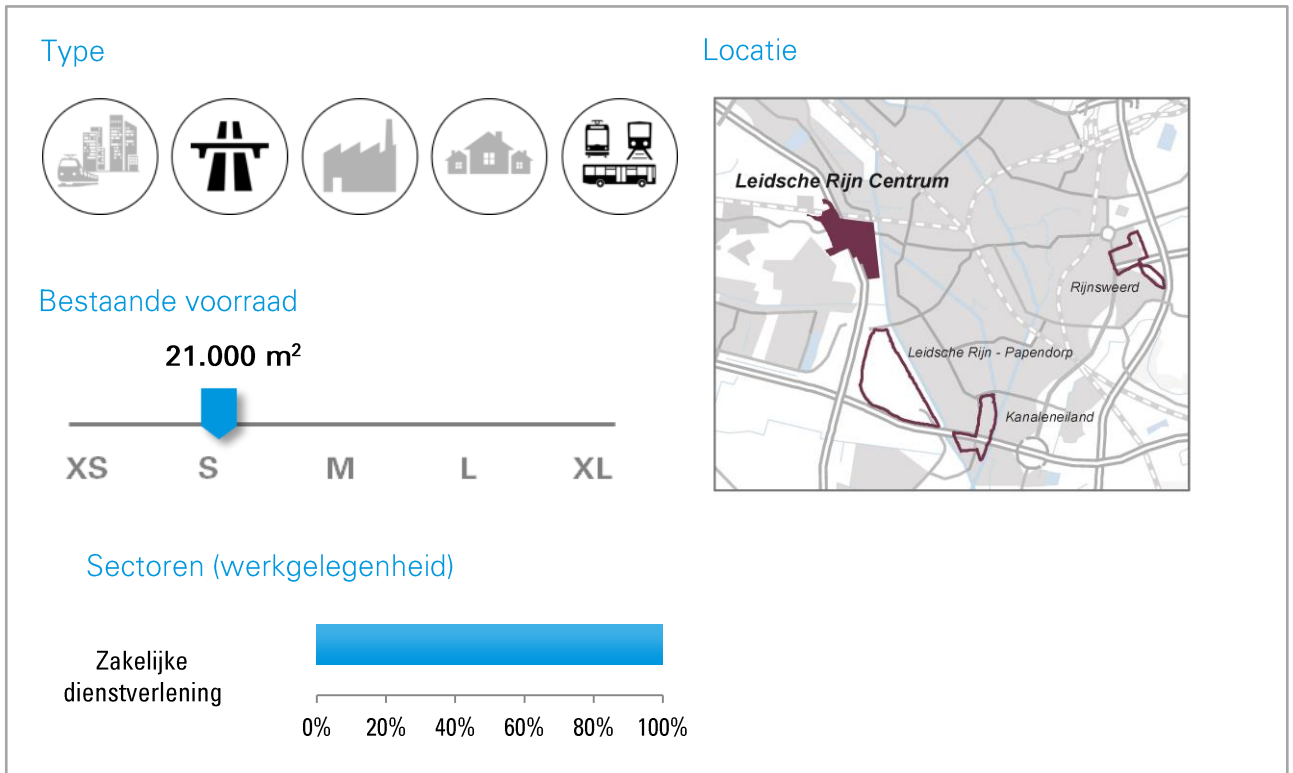 Type
Locatie
Leidsche Rijn Centrum
Rijnsweerd
Leidsche Rijn - Papendorp
Kanaleneiland
Bestaande voorraad
21.000 m²
XS S M L XL
Sectoren (werkgelegenheid)
Zakelijke
dienstverlening
0% 20% 40% 60% 80% 100%